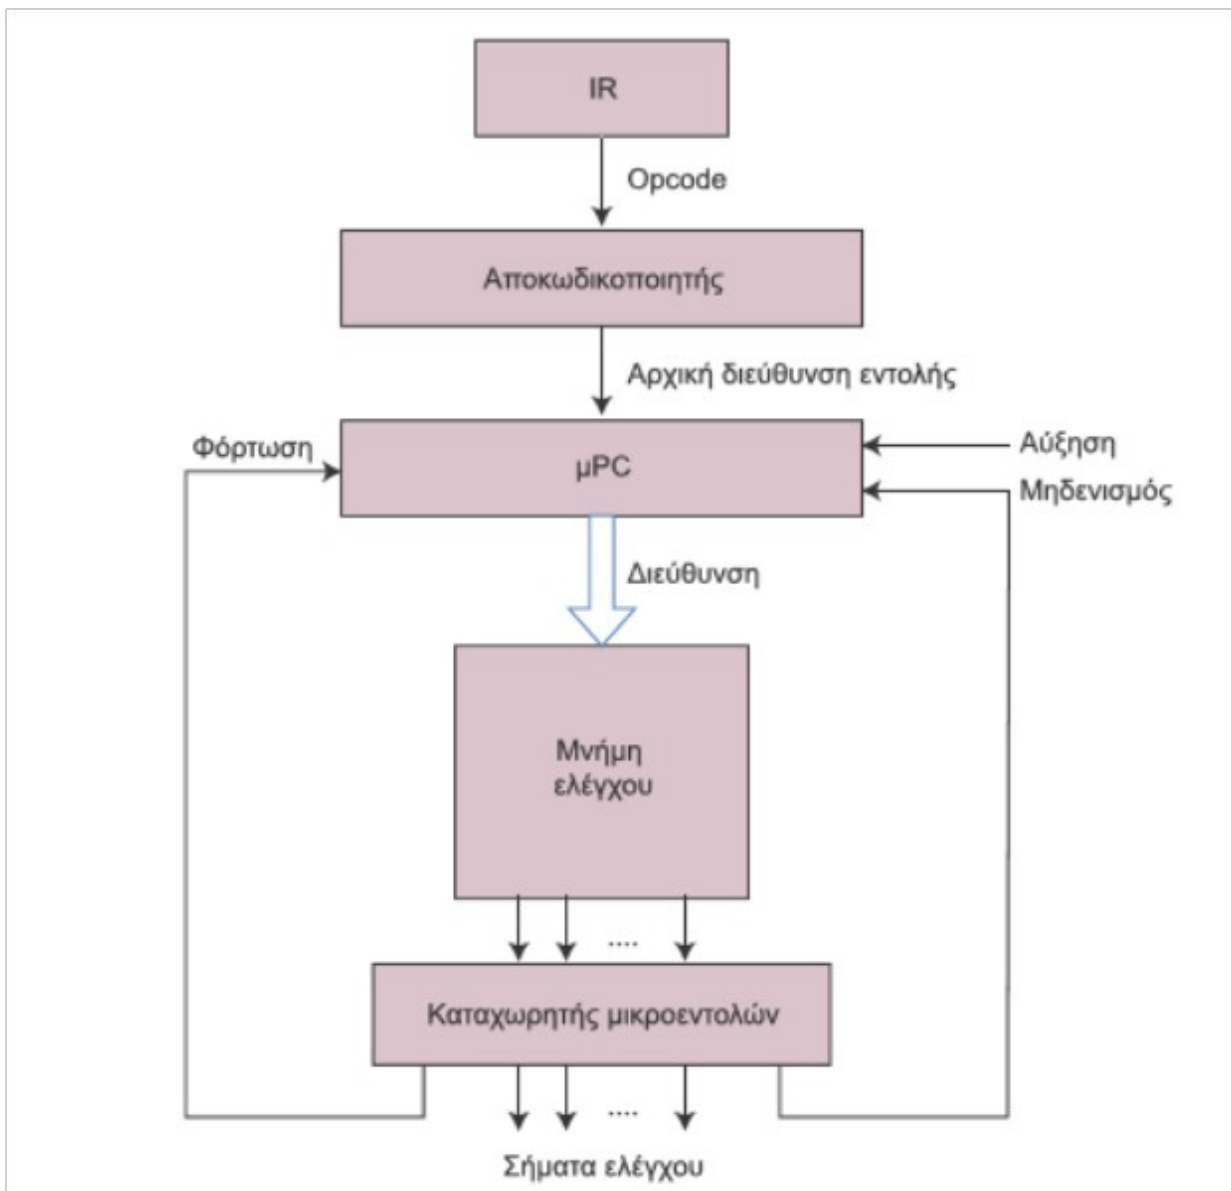 IR
Opcode
Αποκωδικοποιητής
Αρχική διεύθυνση εντολής
Φόρτωση
μPC
Αύξηση
Μηδενισμός
Διεύθυνση
Μνήμη
ελέγχου
....
Καταχωρητής μικροεντολών
....
Σήματα ελέγχου